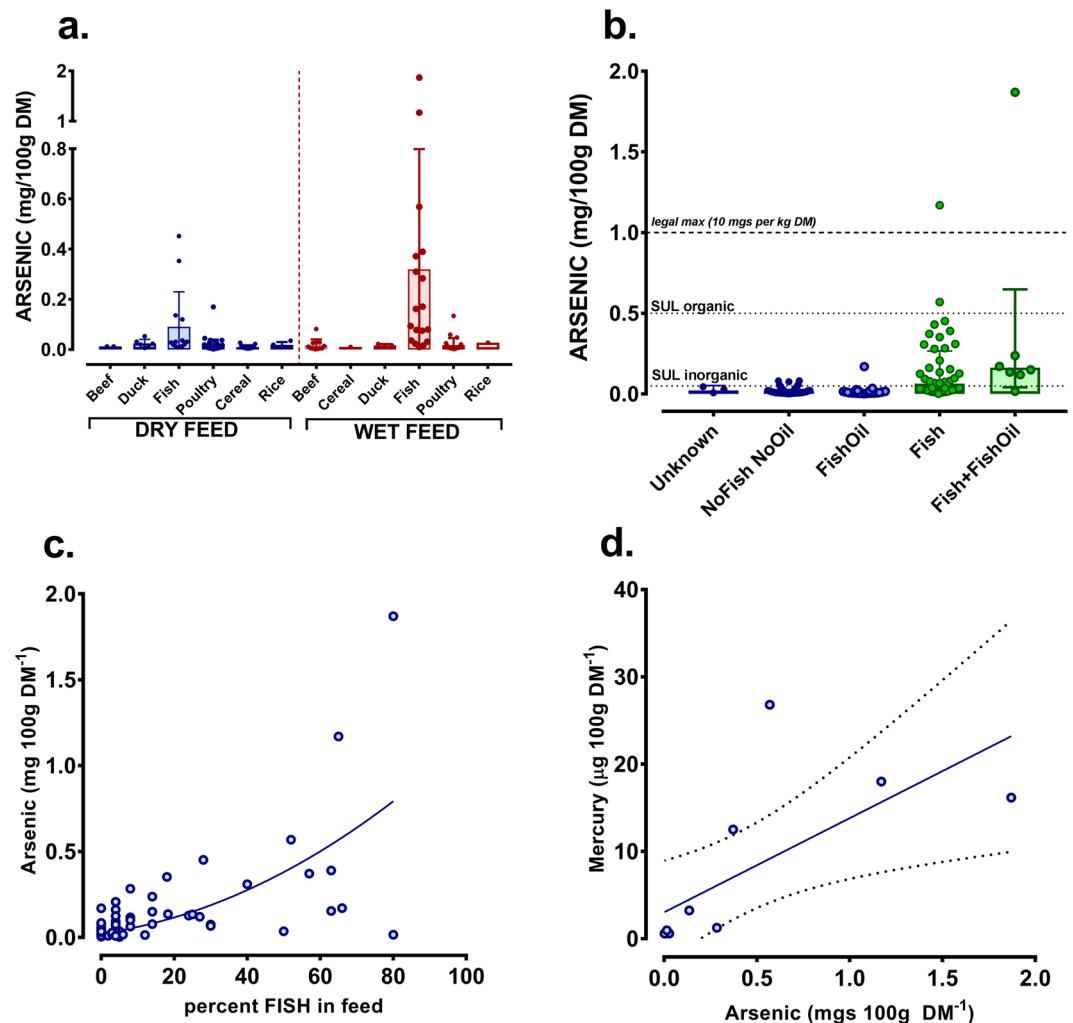 a.
ARSENIC (mg/100g DM)
2
1
0.8
0.6
0.4
0.2
0.0
Beef
Duck
Fish
Poultry
Cereal
Rice
Beef
Cereal
Duck
Fish
Poultry
Rice
DRY FEED
WET FEED
b.
ARSENIC (mg/100g DM)
2.0
1.5
1.0
0.5
0.0
legal max (10 mgs per kg DM)
SUL organic
SUL inorganic
Unknown
NoFish NoOil
FishOil
Fish
Fish+FishOil
c.
Arsenic (mg 100g DM⁻¹)
2.0
1.5
1.0
0.5
0.0
0
20
40
60
80
100
percent FISH in feed
d.
Mercury (μg 100g DM⁻¹)
40
30
20
10
0
0.0
0.5
1.0
1.5
2.0
Arsenic (mgs 100g DM⁻¹)